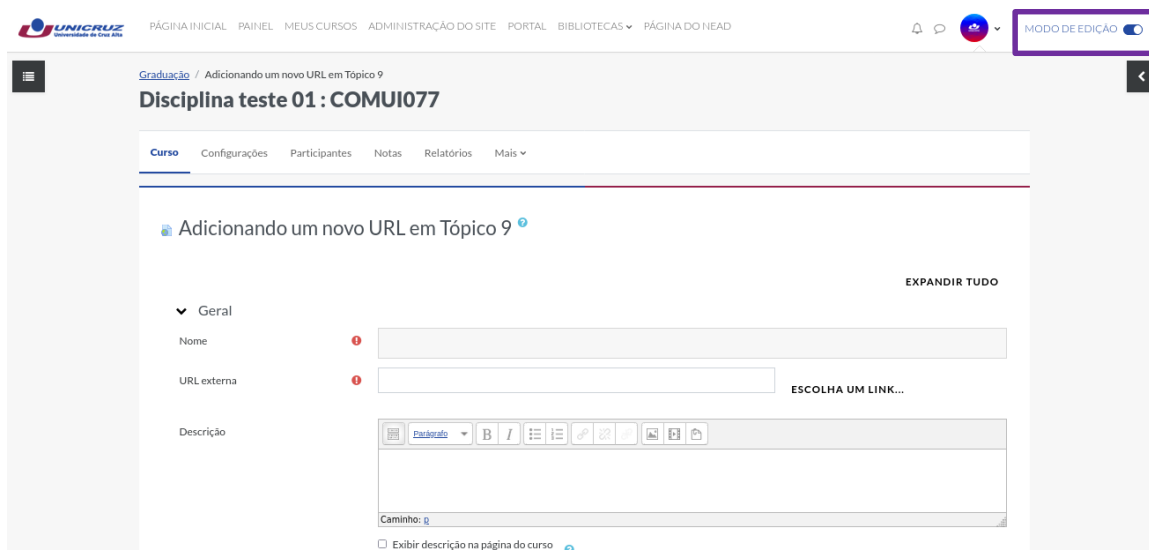 UNICRUZ
Universidade de Cruz Alta
PÁGINA INICIAL PAINEL MEUS CURSOS ADMINISTRAÇÃO DO SITE PORTAL BIBLIOTECAS PÁGINA DO NEAD
MODO DE EDIÇÃO
Graduação / Adicionando um novo URL em Tópico 9
Disciplina teste 01 : COMUI077
Curso Configurações Participantes Notas Relatórios Mais
Adicionando um novo URL em Tópico 9
EXPANDIR TUDO
Geral
Nome
URL externa
ESCOLHA UM LINK...
Descrição
Parágrafo B I
Caminho: p
Exibir descrição na página do curso